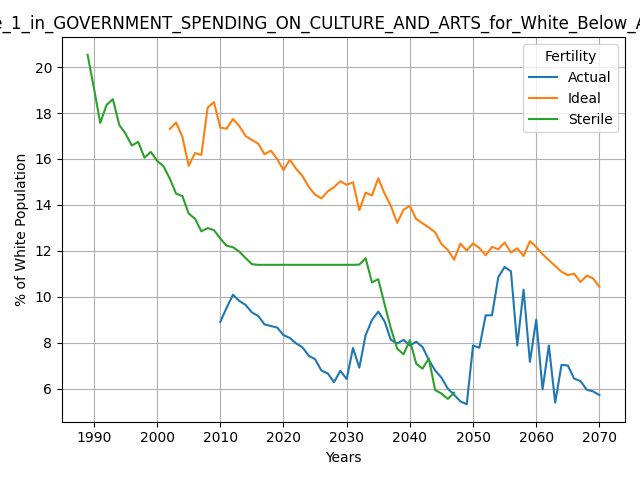 e_1_in_GOVERNMENT_SPENDING_ON_CULTURE_AND_ARTS_for_White_Below_A
Fertility
Actual
Ideal
Sterile
% of White Population
20
18
16
14
12
10
8
6
1990 2000 2010 2020 2030 2040 2050 2060 2070
Years